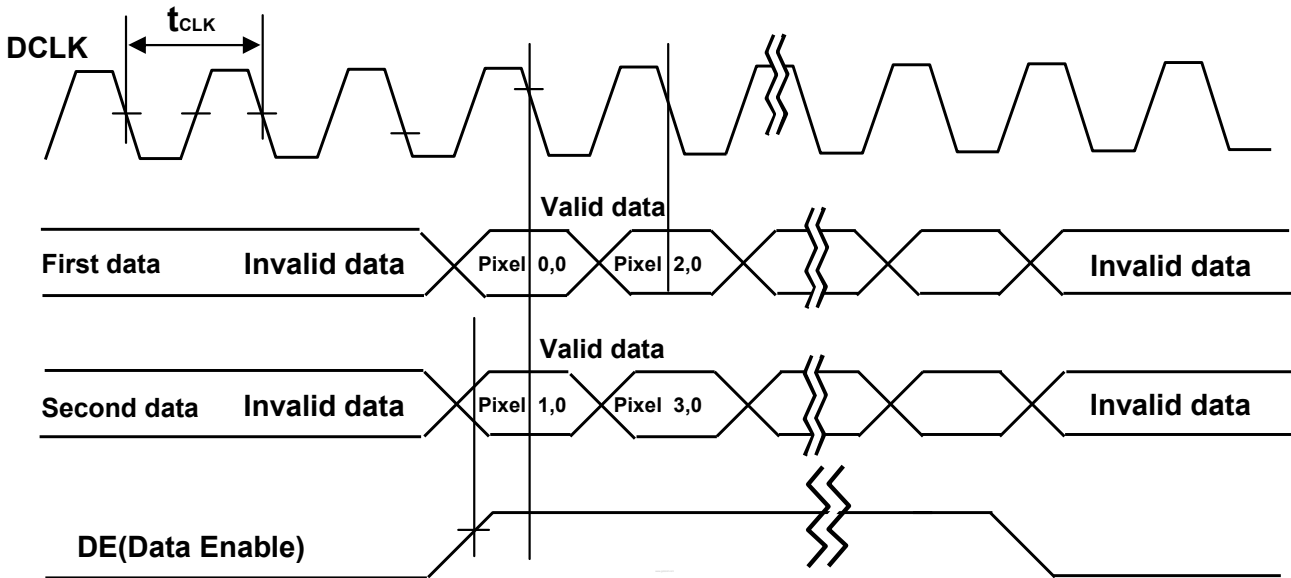 tCLK
DCLK
Valid data
First data Invalid data Pixel 0,0 Pixel 2,0 Invalid data
Valid data
Second data Invalid data Pixel 1,0 Pixel 3,0 Invalid data
DE(Data Enable)